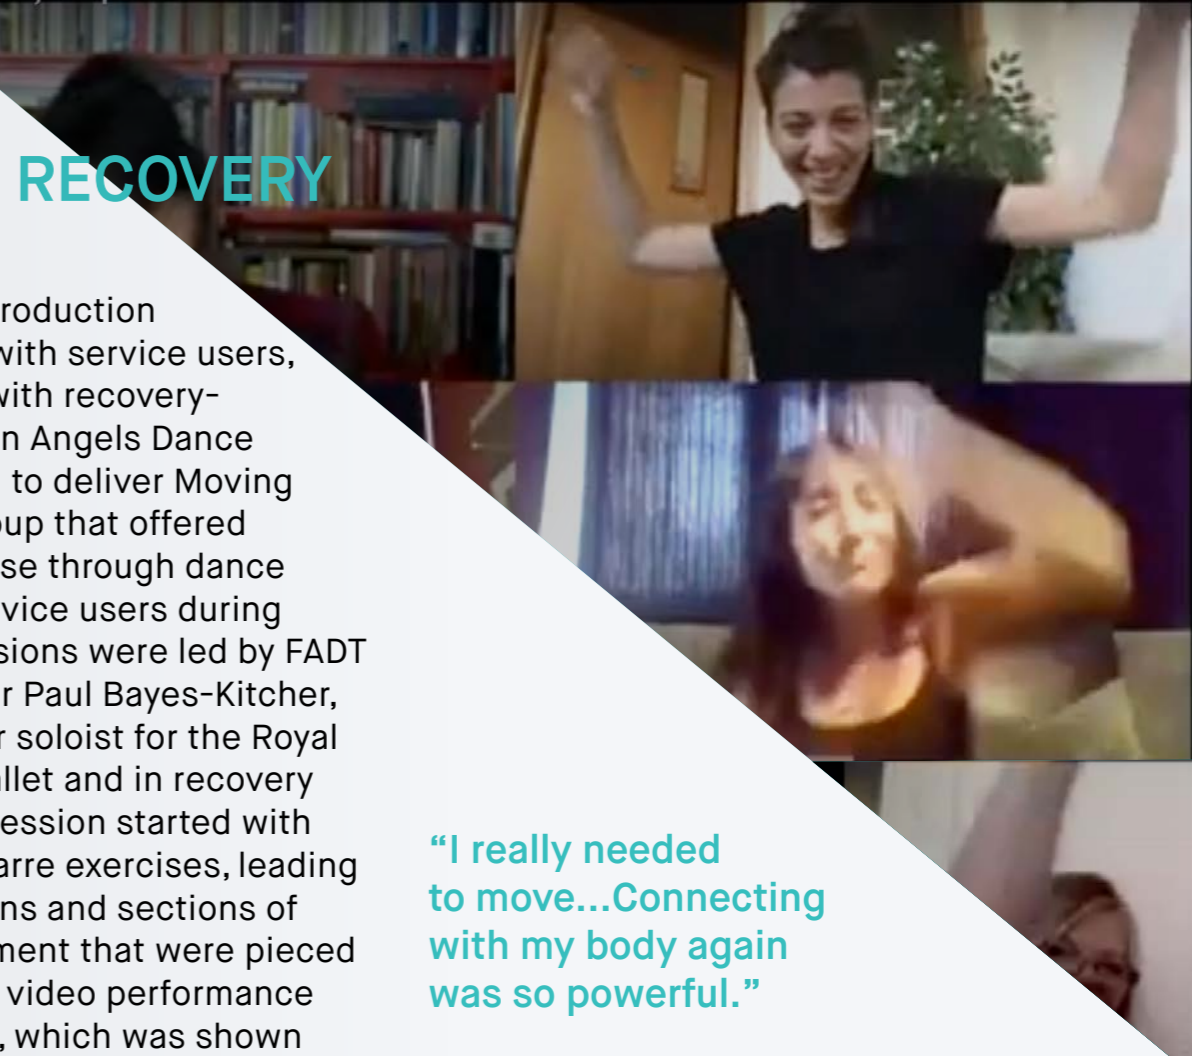 RECOVERY
roduction
with service users,
with recovery-
n Angels Dance
to deliver Moving
oup that offered
se through dance
vice users during
sions were led by FADT
r Paul Bayes-Kitcher,
r soloist for the Royal
allet and in recovery
ession started with
arre exercises, leading
ns and sections of
ment that were pieced
video performance
, which was shown
“I really needed
to move...Connecting
with my body again
was so powerful.”